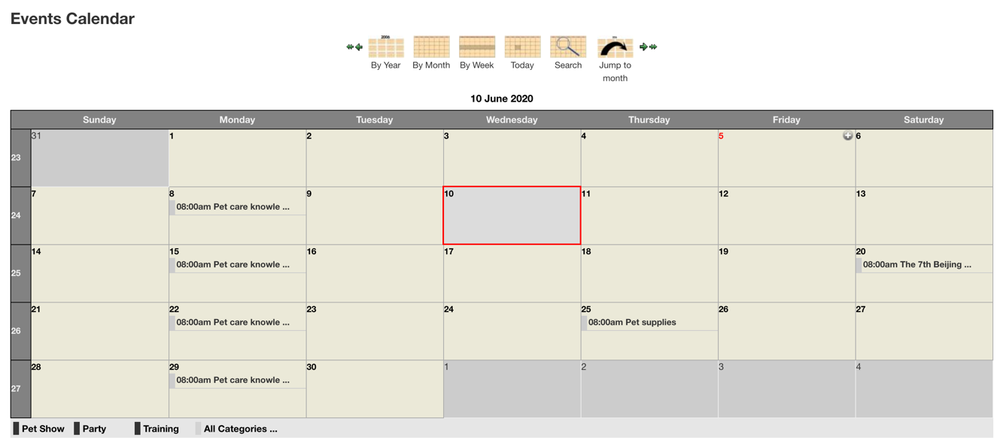 Events Calendar
2006
By Year
By Month
By Week
Today
Search
Jump to
month
10 June 2020
Sunday Monday Tuesday Wednesday Thursday Friday Saturday
23 31 1 2 3 4 5 6
24 7 8 9 10 11 12 13
08:00am Pet care knowle ...
25 14 15 16 17 18 19 20
08:00am Pet care knowle ... 08:00am The 7th Beijing ...
26 21 22 23 24 25 26 27
08:00am Pet care knowle ... 08:00am Pet supplies
27 28 29 30 1 2 3 4
08:00am Pet care knowle ...
Pet Show Party Training All Categories ...